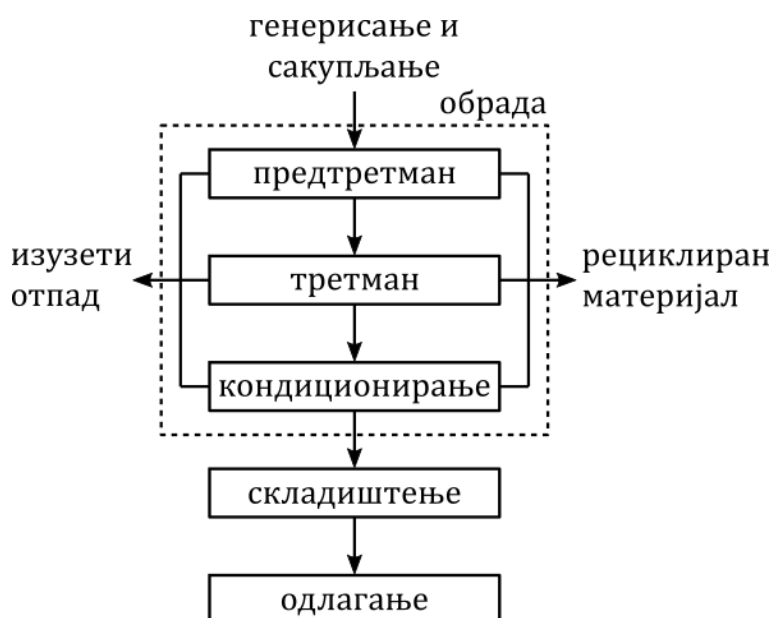 генерисање и
сакупљање
обрада
предтретман
изузети
отпад
третман
рециклиран
материјал
кондиционирање
складиштење
одлагање